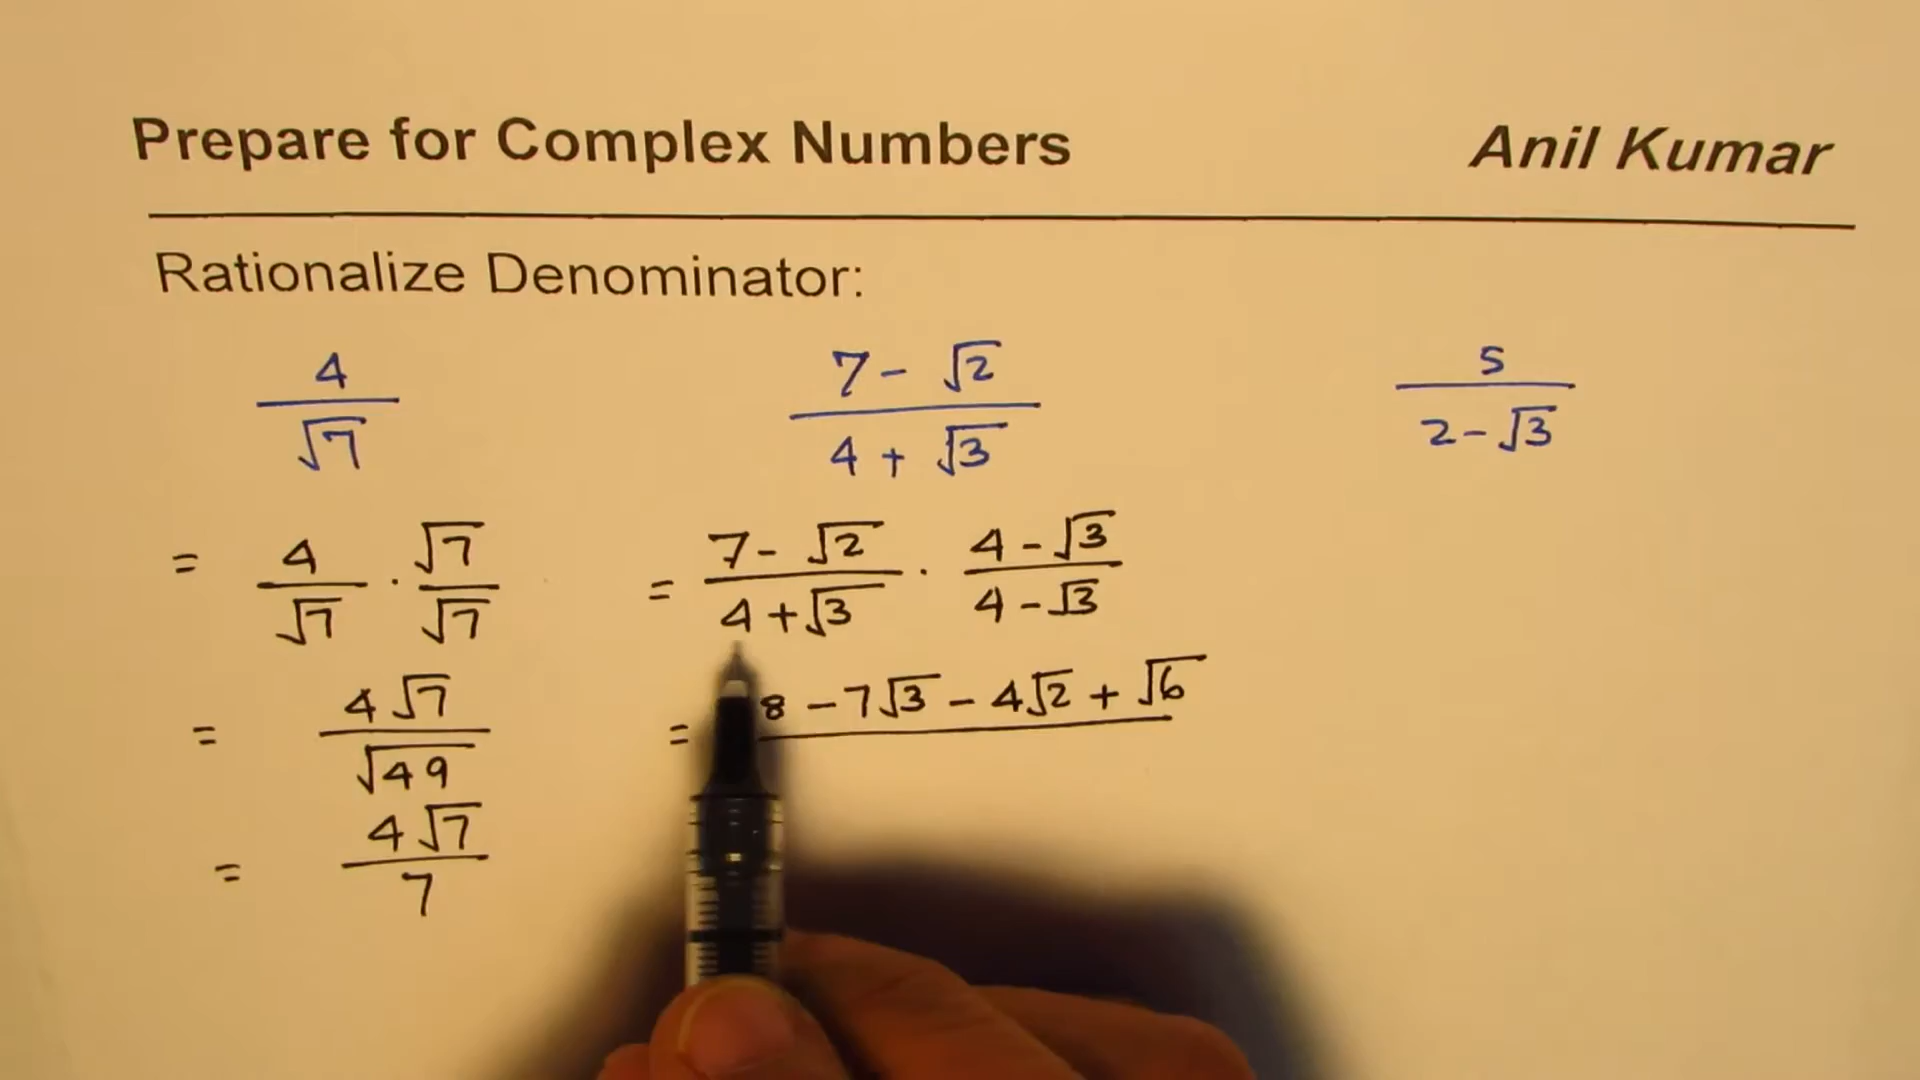 Prepare for Complex Numbers
Anil Kumar
Rationalize Denominator:
4/√7
= 4/√7 · √7/√7
= 4√7/√49
= 4√7/7
7 - √2/4 + √3
= 7 - √2/4 + √3 · 4 - √3/4 - √3
= 8 - 7√3 - 4√2 + √6
5/2 - √3